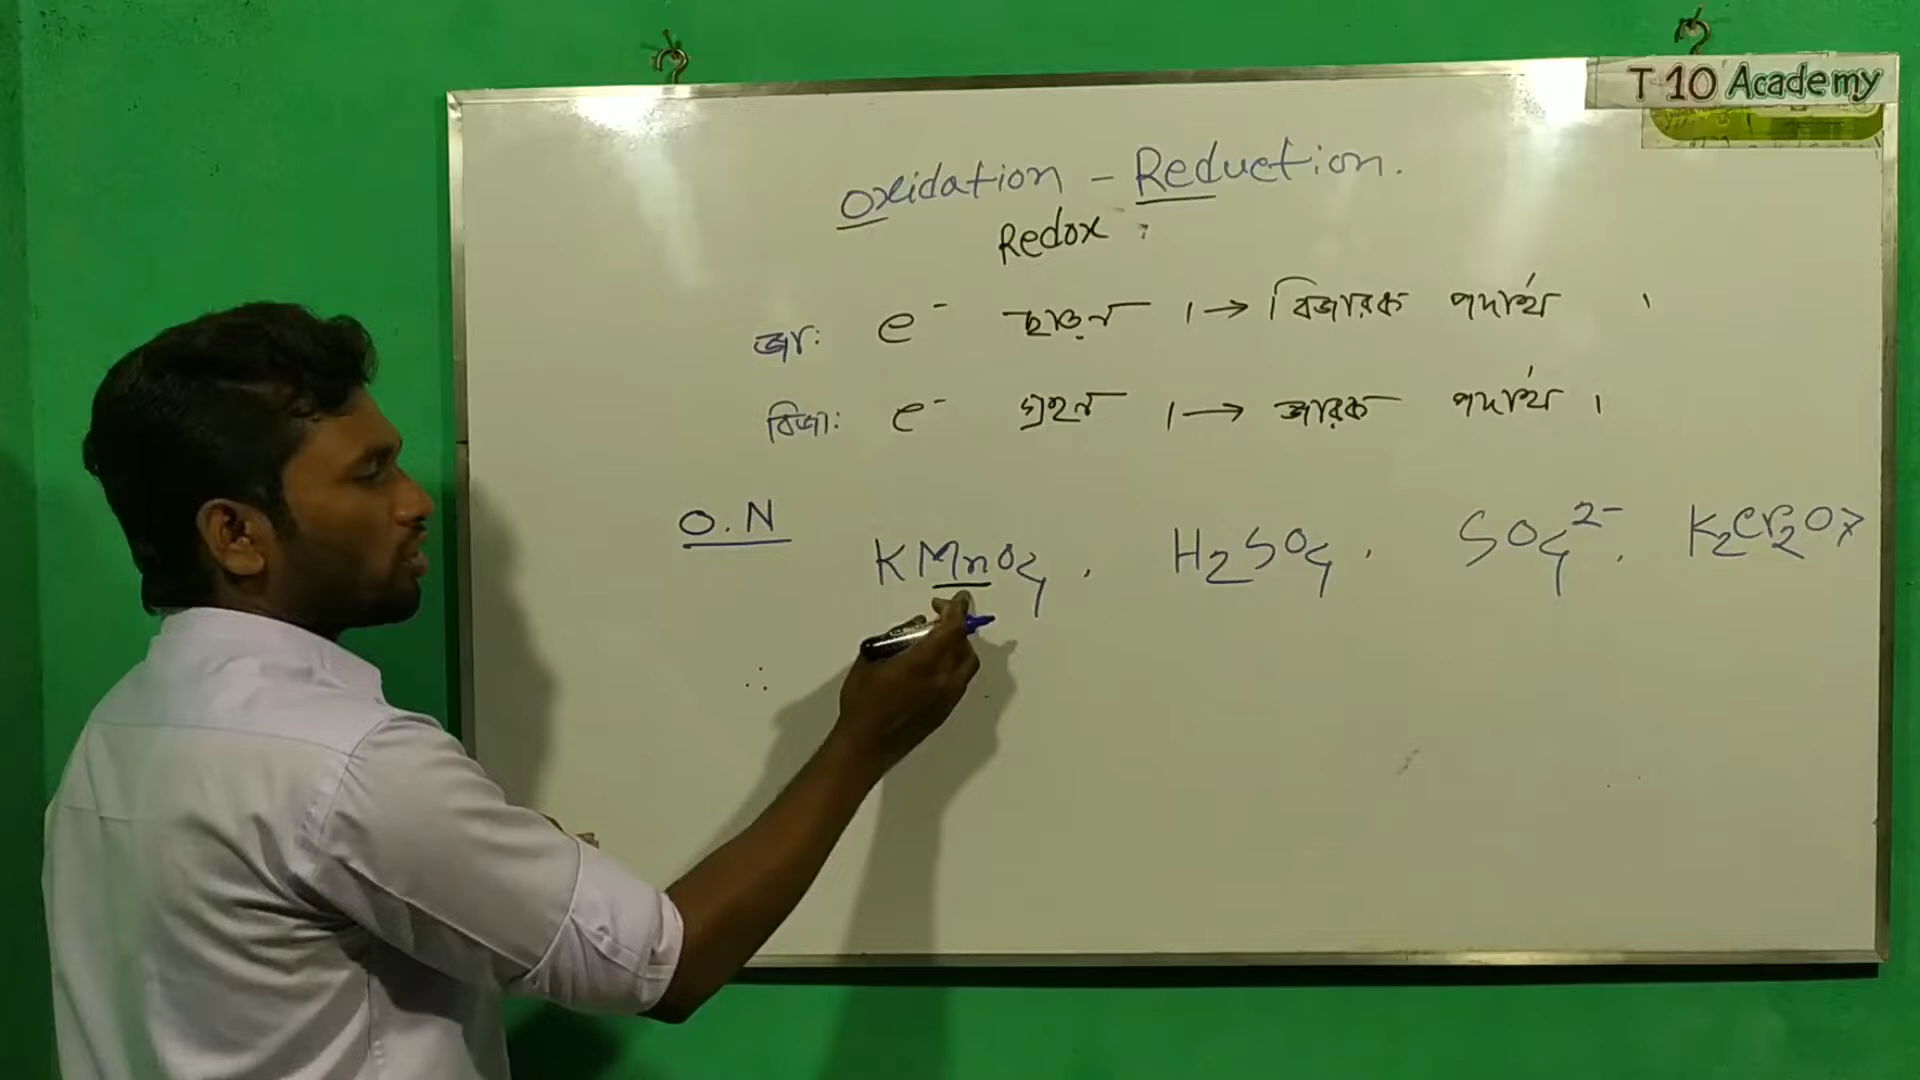 T 10 Academy
Oxidation - Reduction.
Redox :
জা: e⁻ ছাড়ন । → বিজারক পদার্থ ।
বিজা: e⁻ গ্রহন । → জারক পদার্থ ।
O.N
KMnO₄ , H₂SO₄ , SO₄²⁻ , K₂Cr₂O₇